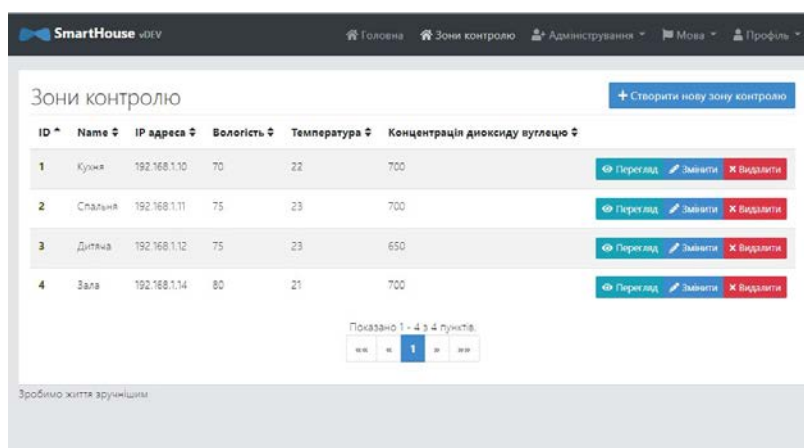 SmartHouse vDEV Головна Зони контролю Адміністрування Мова Профіль
Зони контролю + Створити нову зону контролю
ID Name IP адреса Вологість Температура Концентрація диоксиду вуглецю
1 Кухня 192.168.1.10 70 22 700 Перегляд Змінити Видалити
2 Спальня 192.168.1.11 75 23 700 Перегляд Змінити Видалити
3 Дитяча 192.168.1.12 75 23 650 Перегляд Змінити Видалити
4 Зала 192.168.1.14 80 21 700 Перегляд Змінити Видалити
Показано 1 - 4 з 4 пунктів.
«« « 1 » »»
Зробимо життя зручнішим